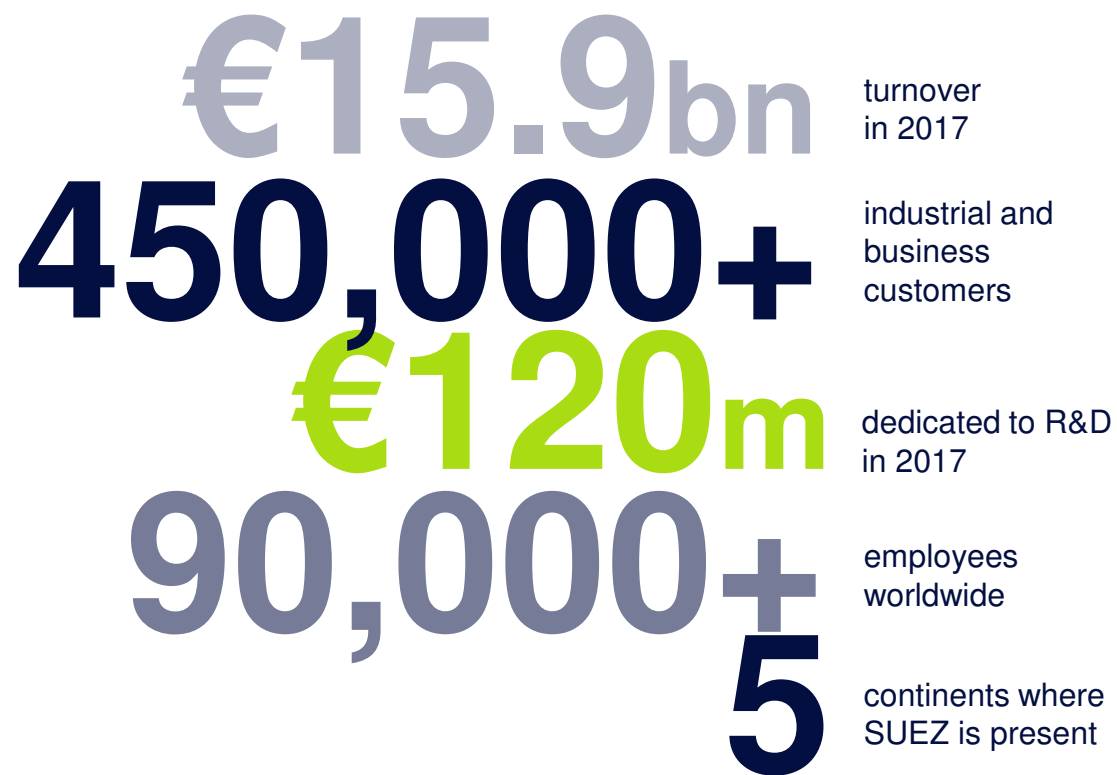 €15.9bn
turnover
in 2017
450,000+
industrial and
business
customers
€120m
dedicated to R&D
in 2017
90,000+
employees
worldwide
5
continents where
SUEZ is present